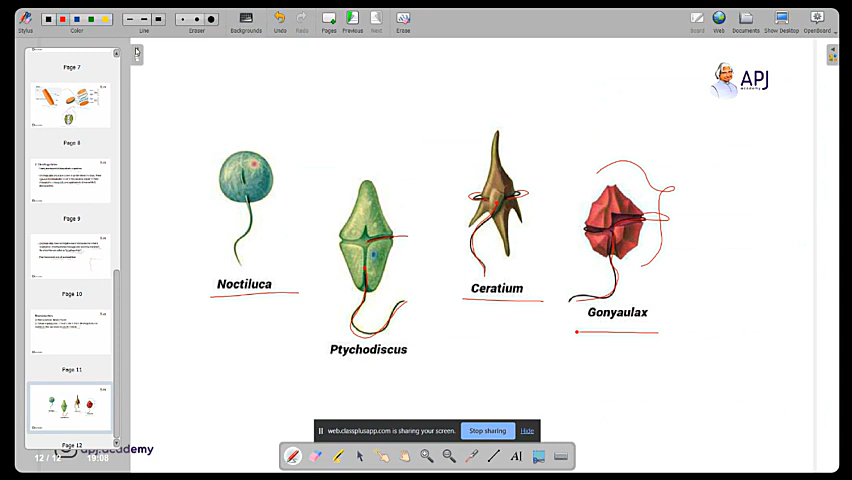 Stylus
Color
Line
Eraser
Backgrounds
Undo
Redo
Pages
Previous
Next
Erase
Board
Web
Documents
Show Desktop
OpenBoard
Page 7
Page 8
Page 9
Page 10
Page 11
Page 12
APJ
academy
Noctiluca
Ptychodiscus
Ceratium
Gonyaulax
web.classplusapp.com is sharing your screen.
Stop sharing
Hide
12 / 12
19:08
apj.academy